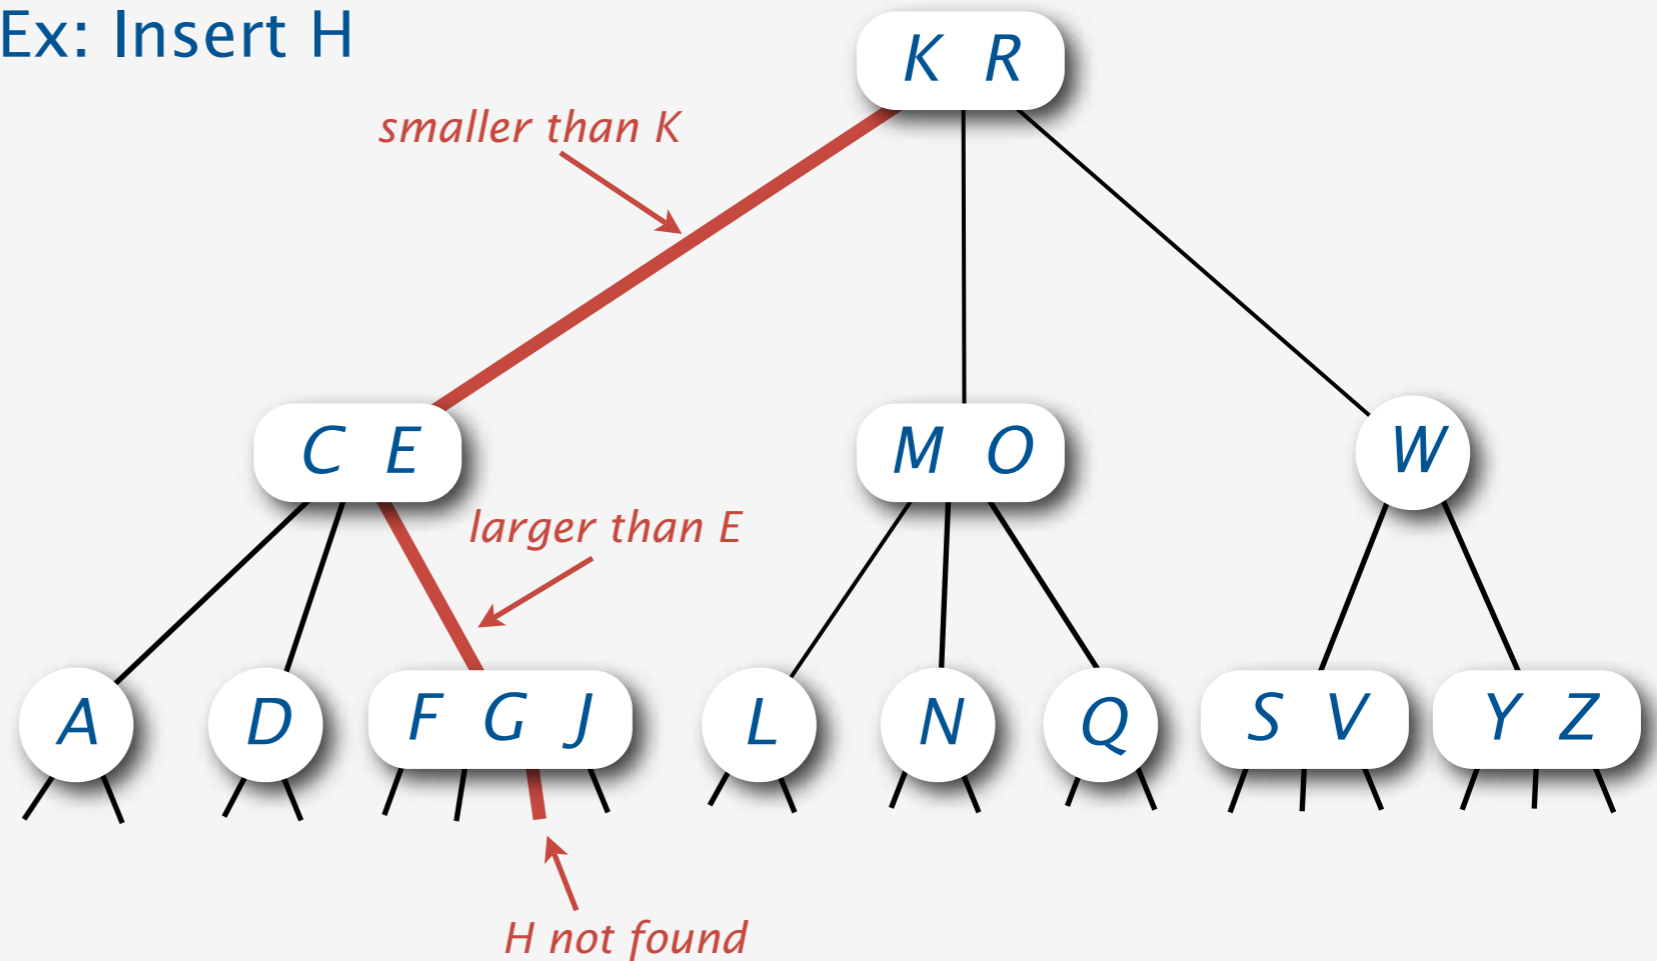 Ex: Insert H
K R
smaller than K
C E
M O
W
larger than E
A
D
F G J
L
N
Q
S V
Y Z
H not found